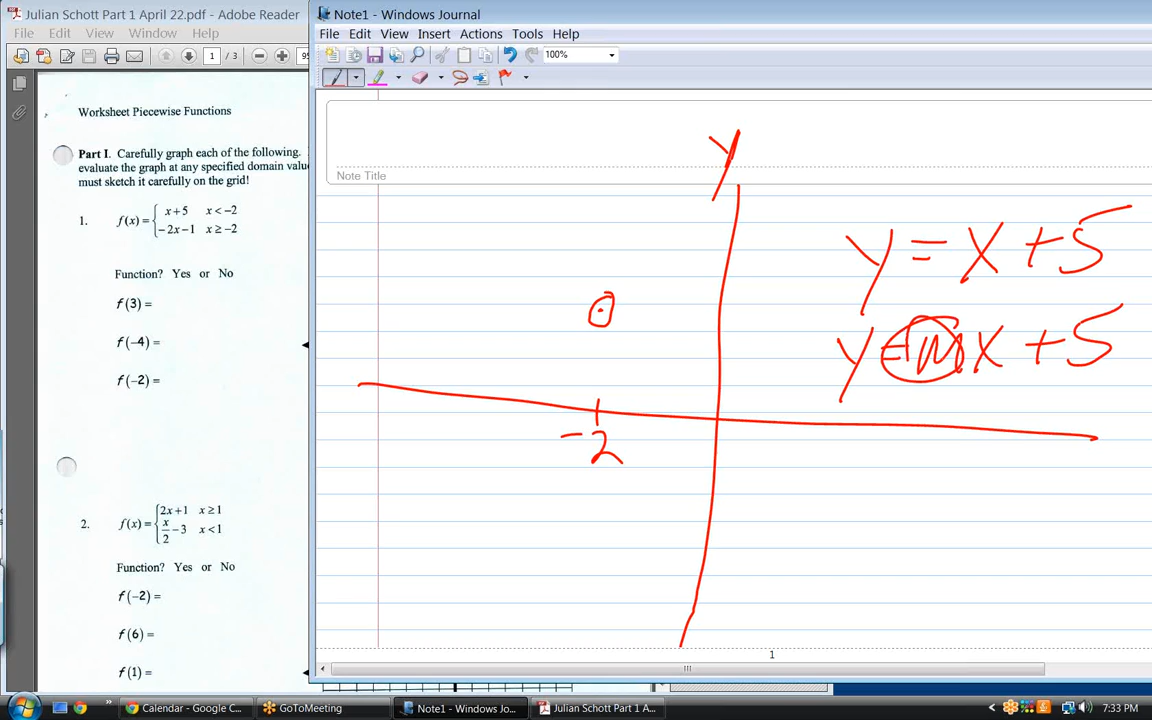 Julian Schott Part 1 April 22.pdf - Adobe Reader
File Edit View Window Help
1 / 3
Worksheet Piecewise Functions
Part I. Carefully graph each of the following.
evaluate the graph at any specified domain valu
must sketch it carefully on the grid!
1. f(x) = { x+5 x < −2
−2x−1 x ≥ −2
Function? Yes or No
f(3) =
f(−4) =
f(−2) =
2. f(x) = { 2x+1 x ≥ 1
x/2 −3 x < 1
Function? Yes or No
f(−2) =
f(6) =
f(1) =
Note1 - Windows Journal
File Edit View Insert Actions Tools Help
100%
Note Title
y
y = x + 5
y = mx + 5
-2
1
Calendar - Google C...
GoToMeeting
Note1 - Windows Jo...
Julian Schott Part 1 A...
7:33 PM